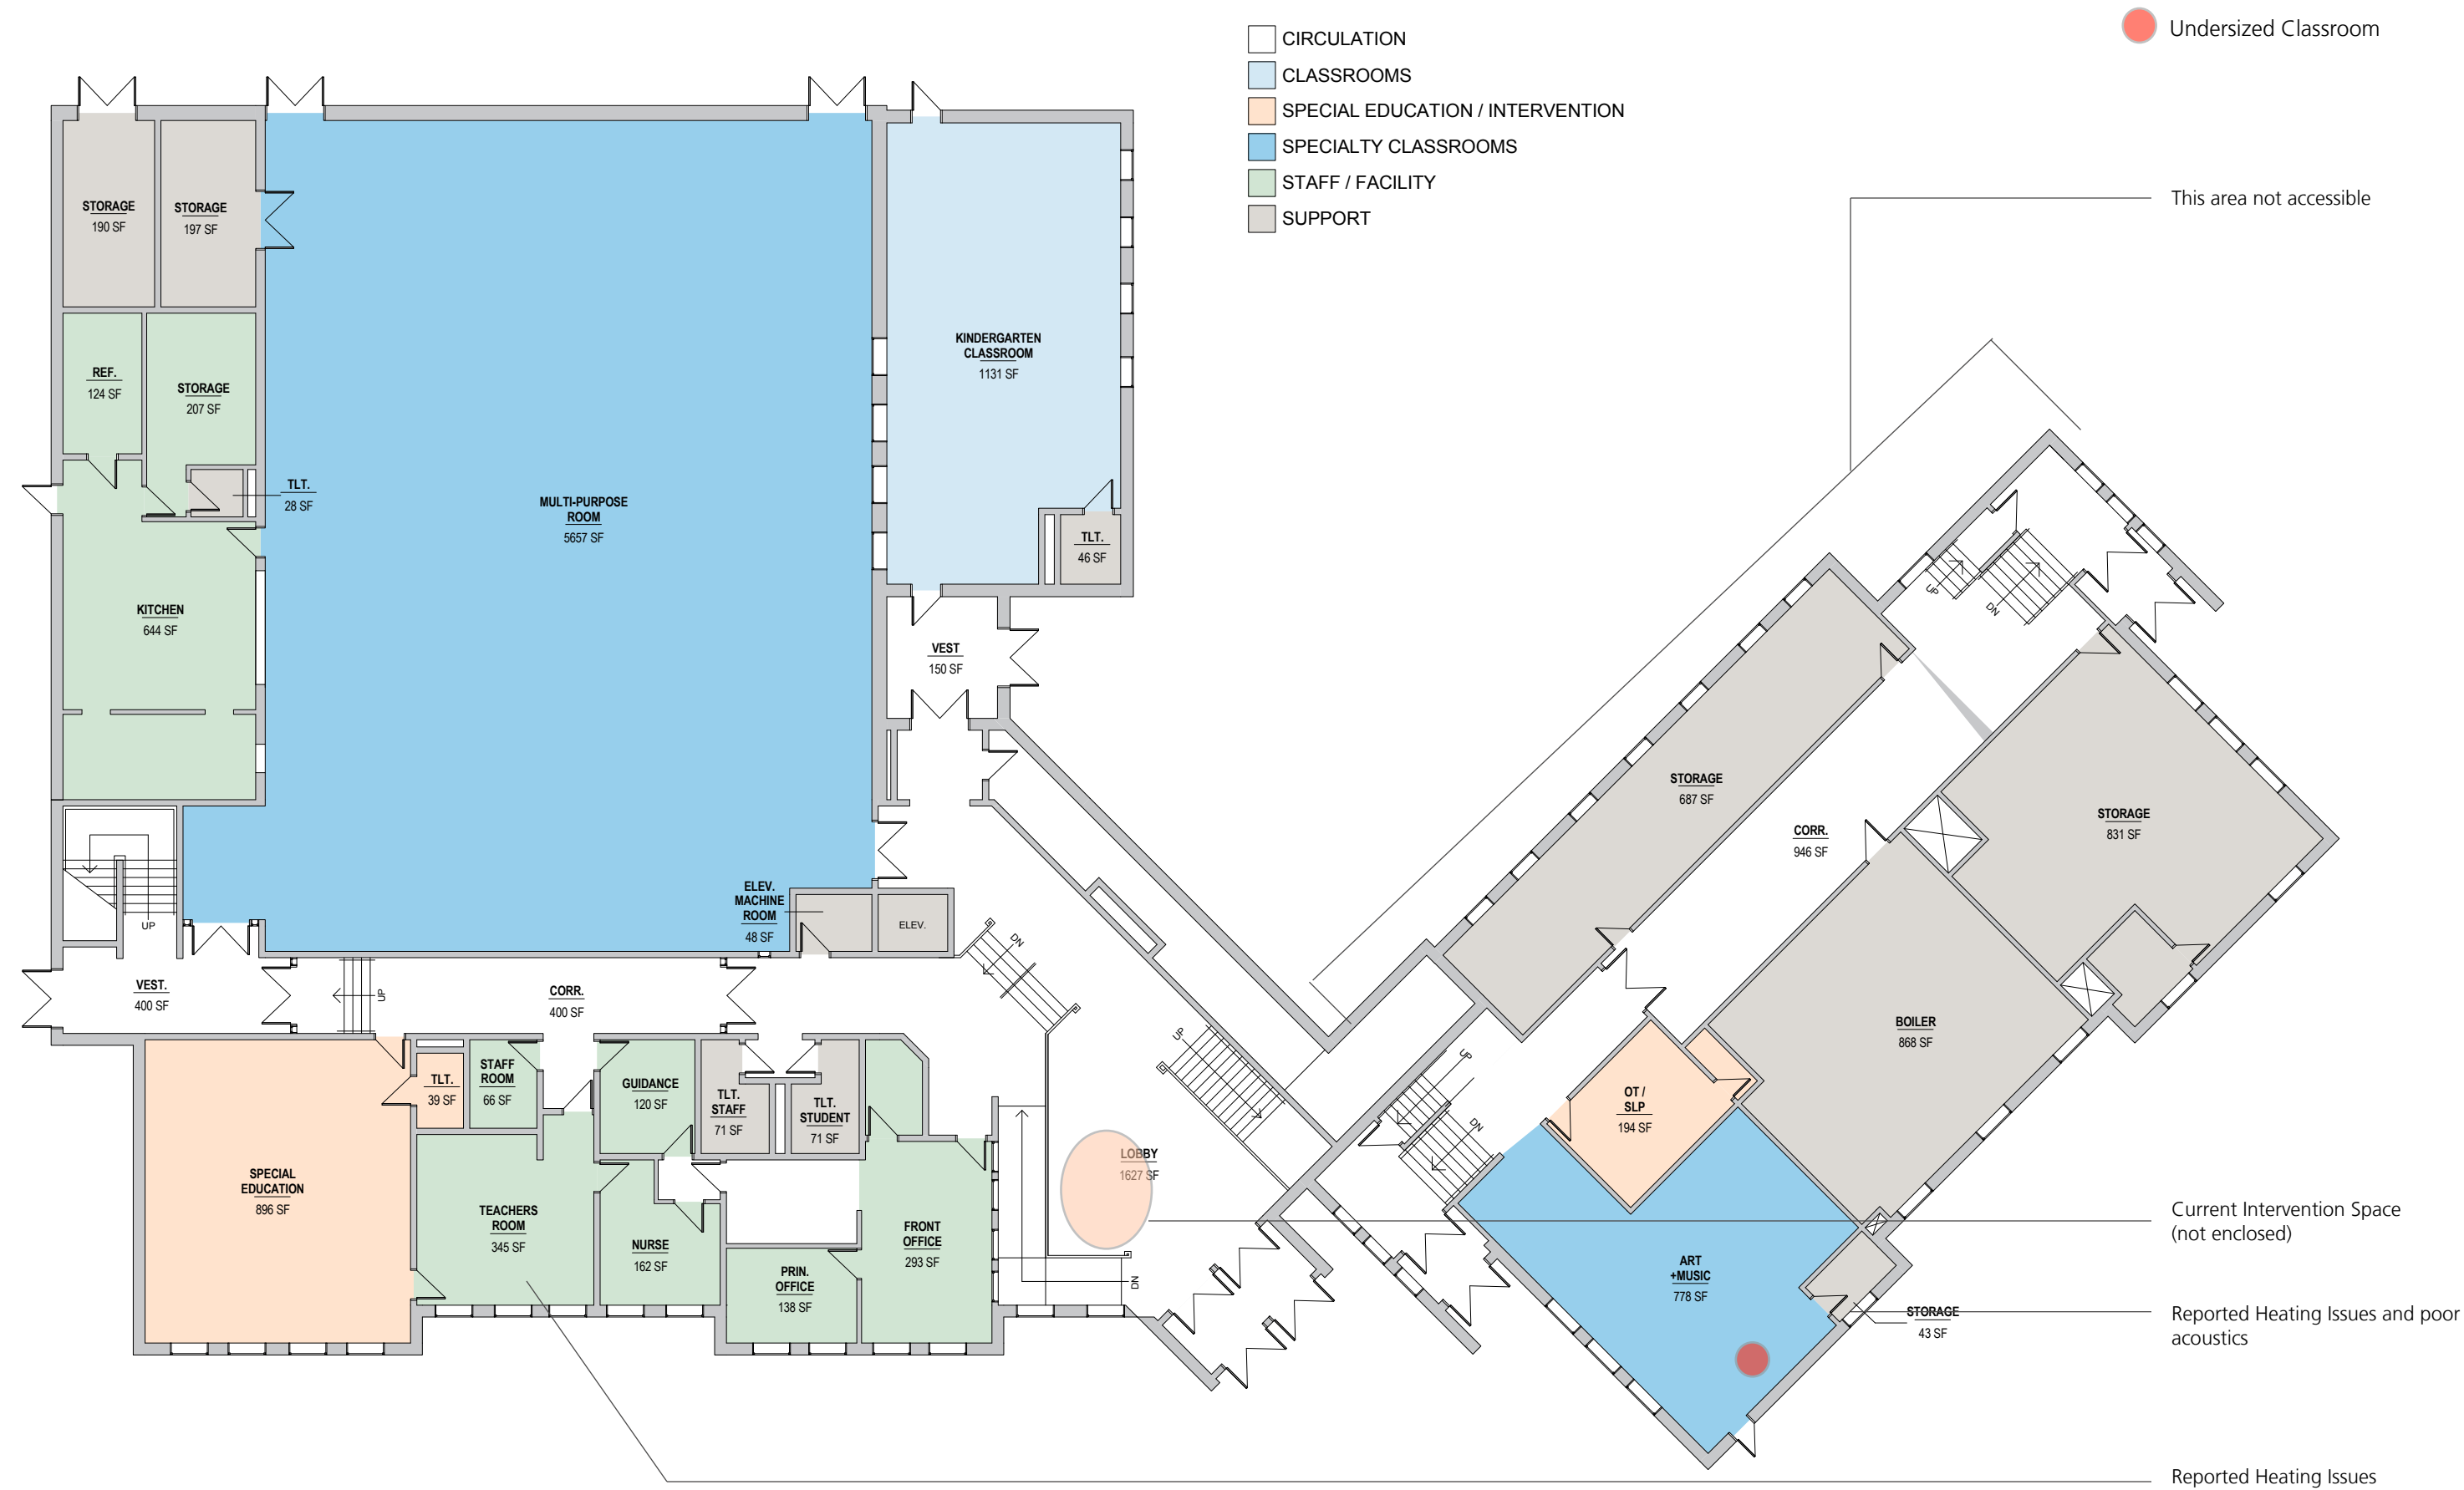 CIRCULATION
CLASSROOMS
SPECIAL EDUCATION / INTERVENTION
SPECIALTY CLASSROOMS
STAFF / FACILITY
SUPPORT
Undersized Classroom
This area not accessible
STORAGE
190 SF
STORAGE
197 SF
REF.
124 SF
STORAGE
207 SF
TLT.
28 SF
KITCHEN
644 SF
MULTI-PURPOSE
ROOM
5657 SF
KINDERGARTEN
CLASSROOM
1131 SF
TLT.
46 SF
VEST
150 SF
ELEV.
MACHINE
ROOM
48 SF
ELEV.
UP
VEST.
400 SF
UP
CORR.
400 SF
DN
UP
SPECIAL
EDUCATION
896 SF
TLT.
39 SF
STAFF
ROOM
66 SF
GUIDANCE
120 SF
TLT.
STAFF
71 SF
TLT.
STUDENT
71 SF
TEACHERS
ROOM
345 SF
NURSE
162 SF
PRIN.
OFFICE
138 SF
FRONT
OFFICE
293 SF
LOBBY
1627 SF
DN
UP
DN
STORAGE
687 SF
CORR.
946 SF
STORAGE
831 SF
BOILER
868 SF
UP
DN
OT /
SLP
194 SF
ART
+MUSIC
778 SF
STORAGE
43 SF
Current Intervention Space
(not enclosed)
Reported Heating Issues and poor
acoustics
Reported Heating Issues